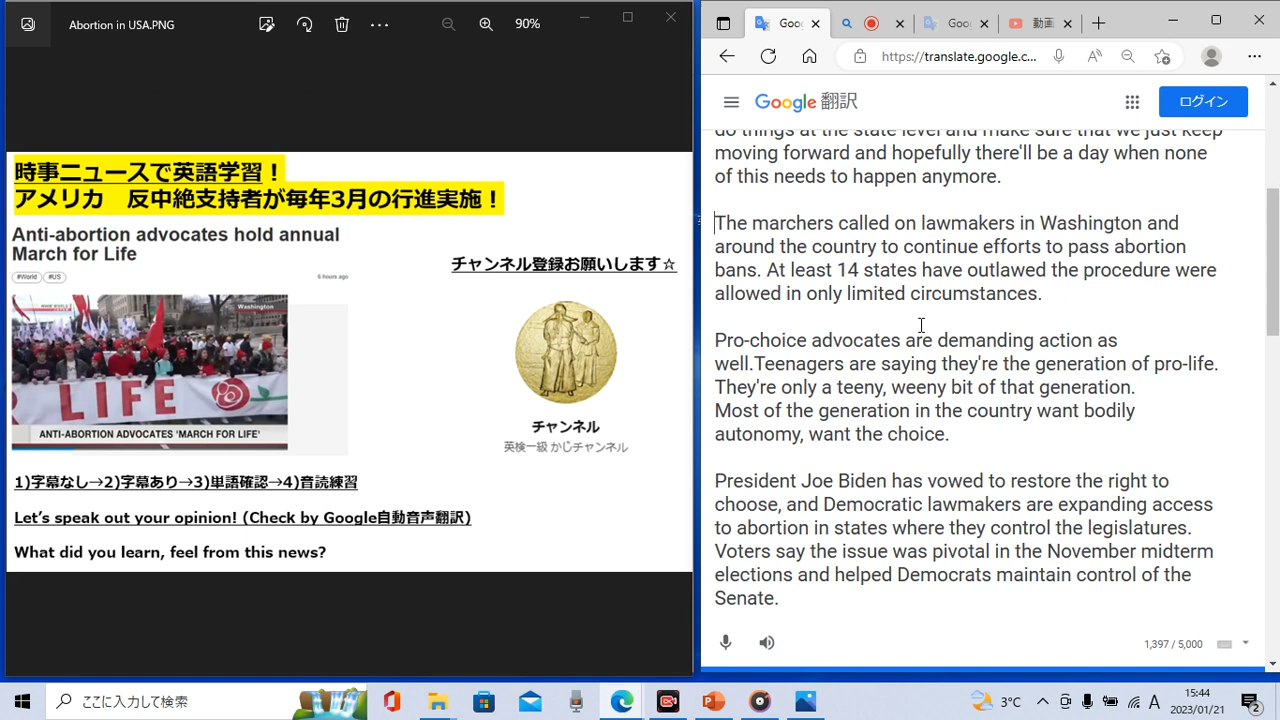 Abortion in USA.PNG
90%
時事ニュースで英語学習！
アメリカ　反中絶支持者が毎年3月の行進実施！
Anti-abortion advocates hold annual
March for Life
#World #US
6 hours ago
Washington
LIFE
ANTI-ABORTION ADVOCATES 'MARCH FOR LIFE'
チャンネル登録お願いします☆
チャンネル
英検一級 かじチャンネル
1)字幕なし→2)字幕あり→3)単語確認→4)音読練習
Let's speak out your opinion! (Check by Google自動音声翻訳)
What did you learn, feel from this news?
Goo
Goo
動画
https://translate.google.c...
Google 翻訳
ログイン
do things at the state level and make sure that we just keep
moving forward and hopefully there'll be a day when none
of this needs to happen anymore.
The marchers called on lawmakers in Washington and
around the country to continue efforts to pass abortion
bans. At least 14 states have outlawed the procedure were
allowed in only limited circumstances.
Pro-choice advocates are demanding action as
well.Teenagers are saying they're the generation of pro-life.
They're only a teeny, weeny bit of that generation.
Most of the generation in the country want bodily
autonomy, want the choice.
President Joe Biden has vowed to restore the right to
choose, and Democratic lawmakers are expanding access
to abortion in states where they control the legislatures.
Voters say the issue was pivotal in the November midterm
elections and helped Democrats maintain control of the
Senate.
1,397 / 5,000
ここに入力して検索
3°C
A
15:44
2023/01/21
2